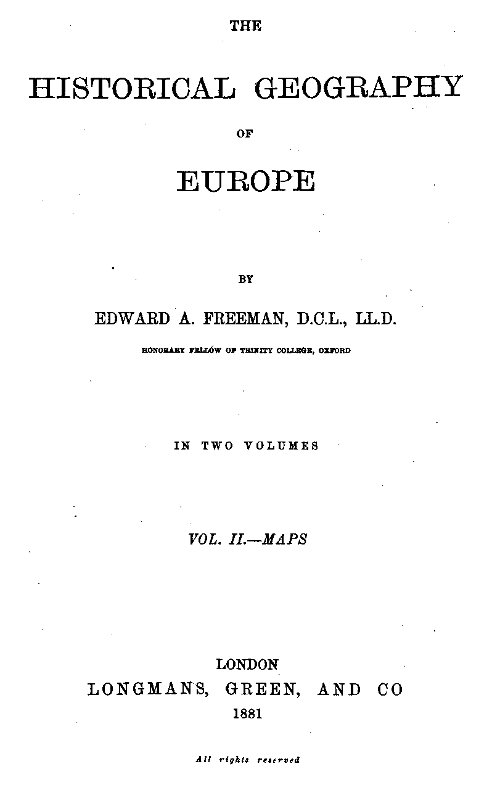 THE
HISTORICAL GEOGRAPHY
OF
EUROPE
BY
EDWARD A. FREEMAN, D.C.L., LL.D.
HONORARY FELLOW OF TRINITY COLLEGE, OXFORD
IN TWO VOLUMES
VOL. II.—MAPS
LONDON
LONGMANS, GREEN, AND CO
1881
All rights reserved